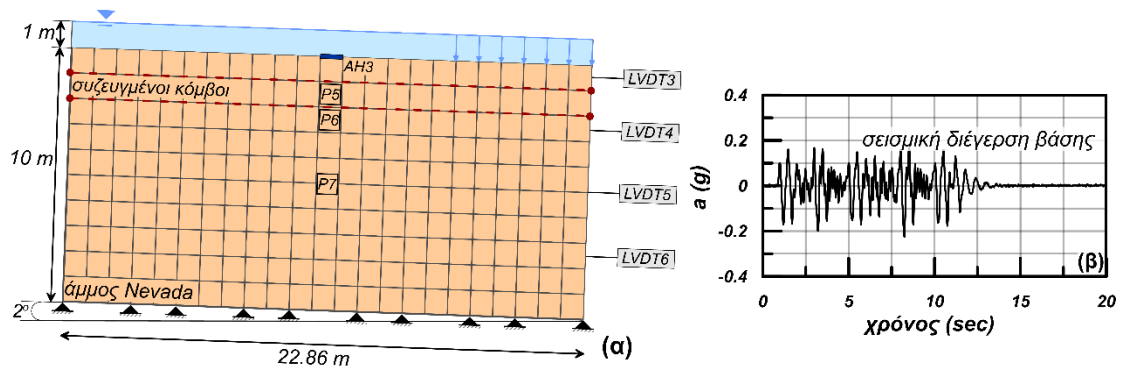 1 m
10 m
2°
22.86 m
συζευγμένοι κόμβοι
άμμος Nevada
AH3
P5
P6
P7
LVDT3
LVDT4
LVDT5
LVDT6
(α)
a (g)
0.4
0.2
0
-0.2
-0.4
σεισμική διέγερση βάσης
(β)
0 5 10 15 20
χρόνος (sec)